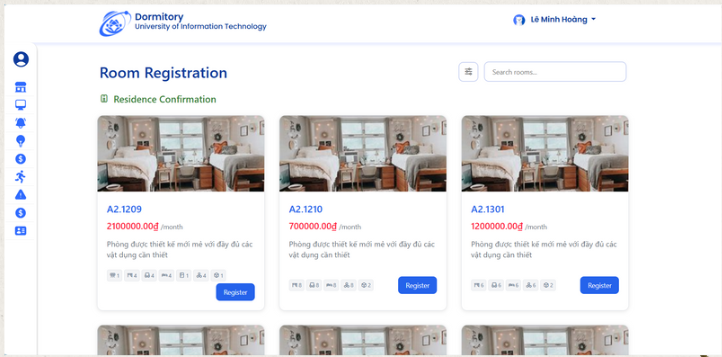 Dormitory
University of Information Technology
Lê Minh Hoàng
Room Registration
Search rooms...
Residence Confirmation
A2.1209
2100000.00₫ /month
Phòng được thiết kế mới mẻ với đầy đủ các
vật dụng cần thiết
1 4 4 4 1 4 1
Register
A2.1210
700000.00₫ /month
Phòng được thiết kế mới mẻ với đầy đủ các
vật dụng cần thiết
8 8 8 8 2
Register
A2.1301
1200000.00₫ /month
Phòng được thiết kế mới mẻ với đầy đủ các
vật dụng cần thiết
6 6 6 6 2
Register